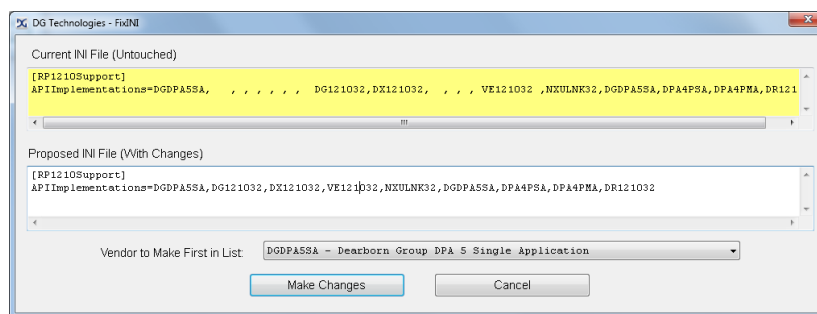 DG Technologies - FixINI
Current INI File (Untouched)
[RP1210Support]
APIImplementations=DGDPA5SA,   , , , , , ,  DG121032,DX121032,  , , , VE121032 ,NXULNK32,DGDPA5SA,DPA4PSA,DPA4PMA,DR121
Proposed INI File (With Changes)
[RP1210Support]
APIImplementations=DGDPA5SA,DG121032,DX121032,VE121032,NXULNK32,DGDPA5SA,DPA4PSA,DPA4PMA,DR121032
Vendor to Make First in List: DGDPA5SA - Dearborn Group DPA 5 Single Application
Make Changes Cancel